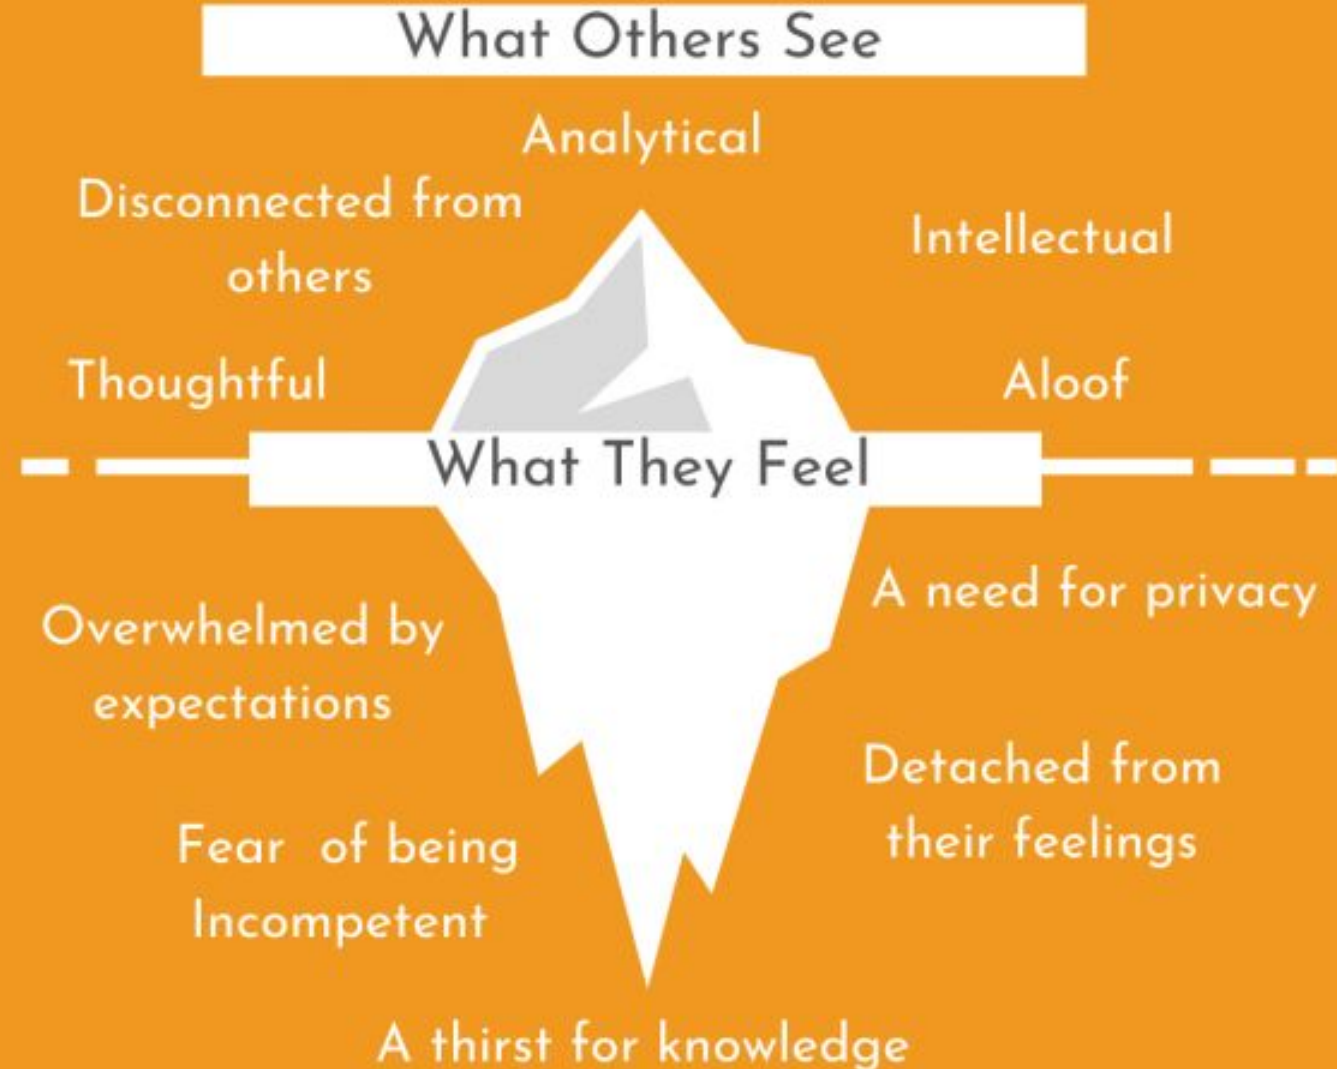 What Others See
Analytical
Disconnected from
others
Intellectual
Thoughtful
Aloof
What They Feel
A need for privacy
Overwhelmed by
expectations
Detached from
their feelings
Fear of being
Incompetent
A thirst for knowledge